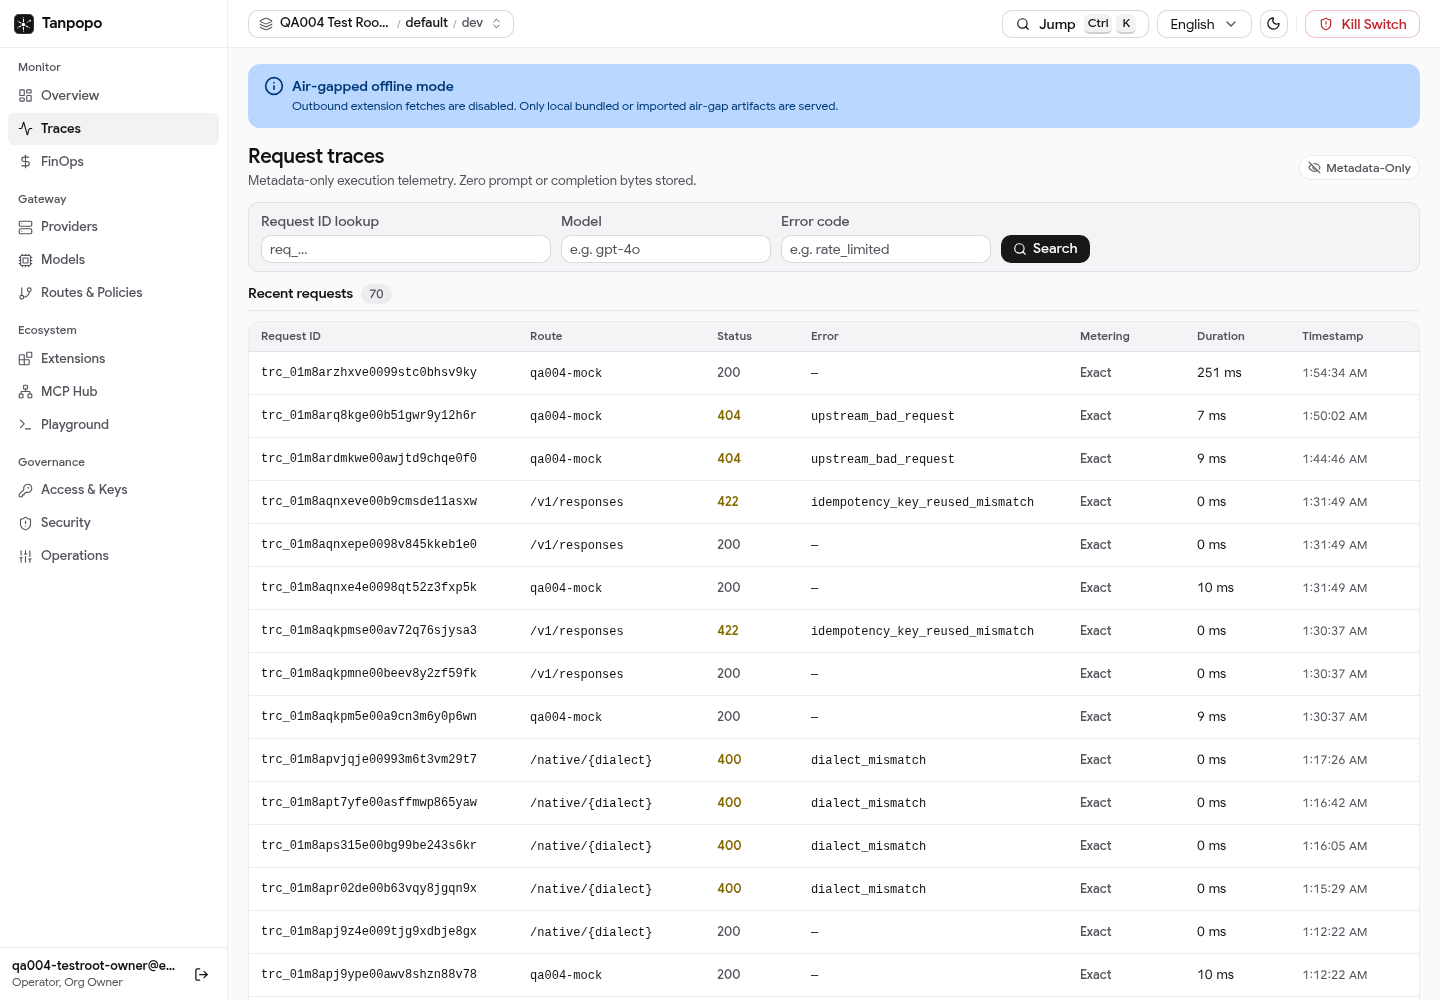 Tanpopo
QA004 Test Roo... / default / dev
Jump Ctrl K
English
Kill Switch
Monitor
Overview
Traces
FinOps
Gateway
Providers
Models
Routes & Policies
Ecosystem
Extensions
MCP Hub
Playground
Governance
Access & Keys
Security
Operations
qa004-testroot-owner@e...
Operator, Org Owner
Air-gapped offline mode
Outbound extension fetches are disabled. Only local bundled or imported air-gap artifacts are served.
Request traces
Metadata-only execution telemetry. Zero prompt or completion bytes stored.
Metadata-Only
Request ID lookup Model Error code
req_... e.g. gpt-4o e.g. rate_limited Search
Recent requests 70
Request ID Route Status Error Metering Duration Timestamp
trc_01m8arzhxve0099stc0bhsv9ky qa004-mock 200 — Exact 251 ms 1:54:34 AM
trc_01m8arq8kge00b51gwr9y12h6r qa004-mock 404 upstream_bad_request Exact 7 ms 1:50:02 AM
trc_01m8ardmkwe00awjtd9chqe0f0 qa004-mock 404 upstream_bad_request Exact 9 ms 1:44:46 AM
trc_01m8aqnxeve00b9cmsde11asxw /v1/responses 422 idempotency_key_reused_mismatch Exact 0 ms 1:31:49 AM
trc_01m8aqnxepe0098v845kkeb1e0 /v1/responses 200 — Exact 0 ms 1:31:49 AM
trc_01m8aqnxe4e0098qt52z3fxp5k qa004-mock 200 — Exact 10 ms 1:31:49 AM
trc_01m8aqkpmse00av72q76sjysa3 /v1/responses 422 idempotency_key_reused_mismatch Exact 0 ms 1:30:37 AM
trc_01m8aqkpmne00beev8y2zf59fk /v1/responses 200 — Exact 0 ms 1:30:37 AM
trc_01m8aqkpm5e00a9cn3m6y0p6wn qa004-mock 200 — Exact 9 ms 1:30:37 AM
trc_01m8apvjqje00993m6t3vm29t7 /native/{dialect} 400 dialect_mismatch Exact 0 ms 1:17:26 AM
trc_01m8apt7yfe00asffmwp865yaw /native/{dialect} 400 dialect_mismatch Exact 0 ms 1:16:42 AM
trc_01m8aps315e00bg99be243s6kr /native/{dialect} 400 dialect_mismatch Exact 0 ms 1:16:05 AM
trc_01m8apr02de00b63vqy8jgqn9x /native/{dialect} 400 dialect_mismatch Exact 0 ms 1:15:29 AM
trc_01m8apj9z4e009tjg9xdbje8gx /native/{dialect} 200 — Exact 0 ms 1:12:22 AM
trc_01m8apj9ype00awv8shzn88v78 qa004-mock 200 — Exact 10 ms 1:12:22 AM